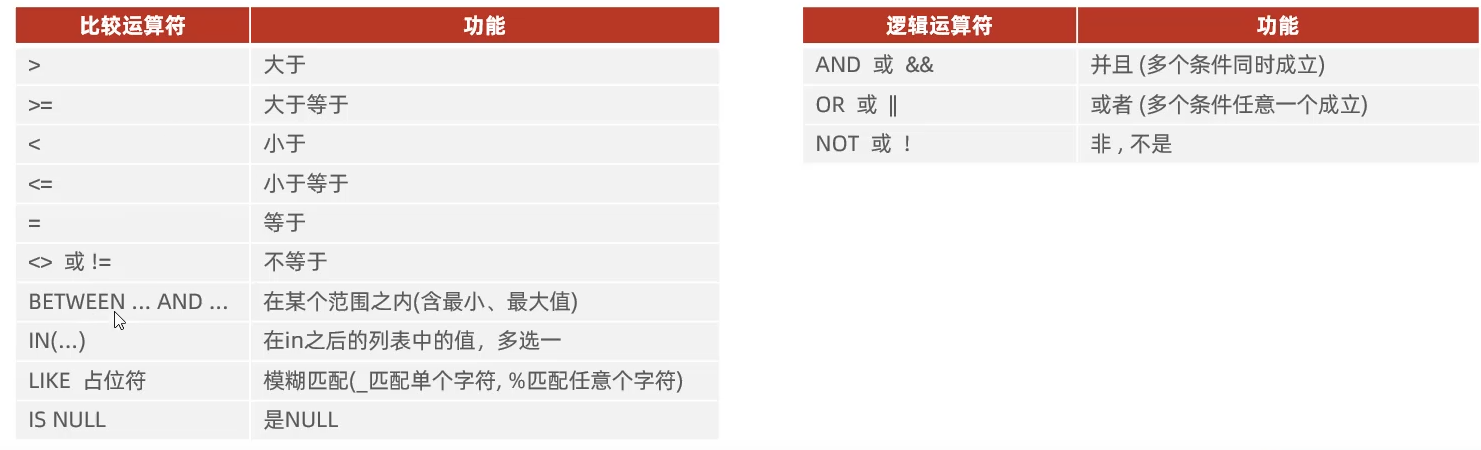 比较运算符 功能
> 大于
>= 大于等于
< 小于
<= 小于等于
= 等于
<> 或 != 不等于
BETWEEN ... AND ... 在某个范围之内(含最小、最大值)
IN(...) 在in之后的列表中的值，多选一
LIKE 占位符 模糊匹配(_匹配单个字符, %匹配任意个字符)
IS NULL 是NULL
逻辑运算符 功能
AND 或 && 并且 (多个条件同时成立)
OR 或 || 或者 (多个条件任意一个成立)
NOT 或 ! 非 , 不是